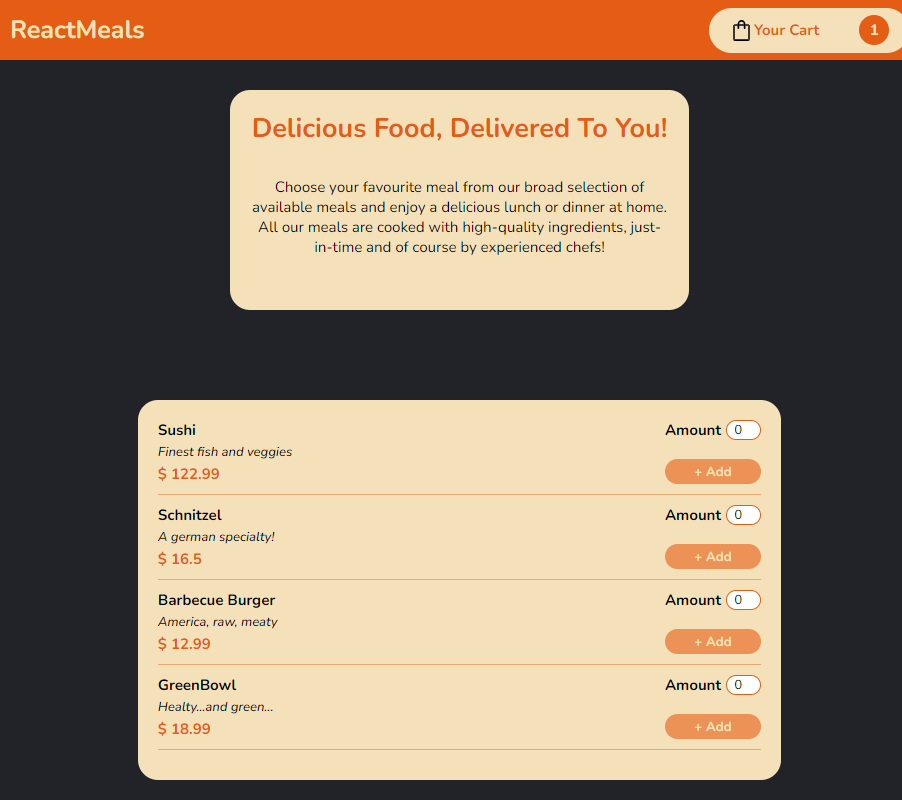 ReactMeals
Your Cart 1
Delicious Food, Delivered To You!
Choose your favourite meal from our broad selection of
available meals and enjoy a delicious lunch or dinner at home.
All our meals are cooked with high-quality ingredients, just-
in-time and of course by experienced chefs!
Sushi
Amount 0
Finest fish and veggies
$ 122.99
+ Add
Schnitzel
Amount 0
A german specialty!
$ 16.5
+ Add
Barbecue Burger
Amount 0
America, raw, meaty
$ 12.99
+ Add
GreenBowl
Amount 0
Healty...and green...
$ 18.99
+ Add